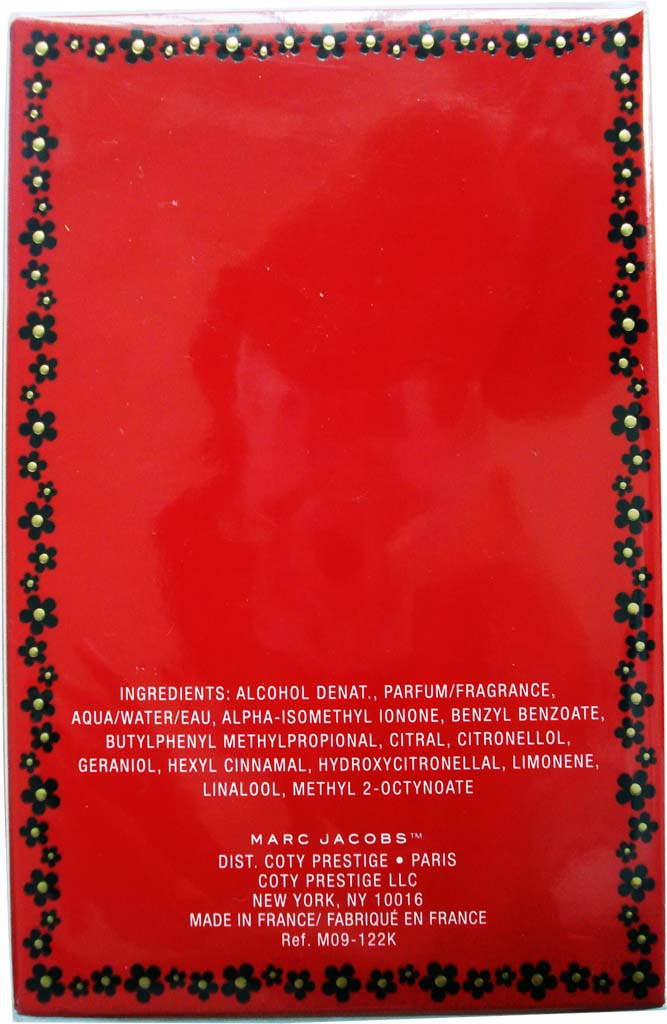 INGREDIENTS: ALCOHOL DENAT., PARFUM/FRAGRANCE,
AQUA/WATER/EAU, ALPHA-ISOMETHYL IONONE, BENZYL BENZOATE,
BUTYLPHENYL METHYLPROPIONAL, CITRAL, CITRONELLOL,
GERANIOL, HEXYL CINNAMAL, HYDROXYCITRONELLAL, LIMONENE,
LINALOOL, METHYL 2-OCTYNOATE
MARC JACOBS™
DIST. COTY PRESTIGE • PARIS
COTY PRESTIGE LLC
NEW YORK, NY 10016
MADE IN FRANCE/ FABRIQUÉ EN FRANCE
Ref. M09-122K